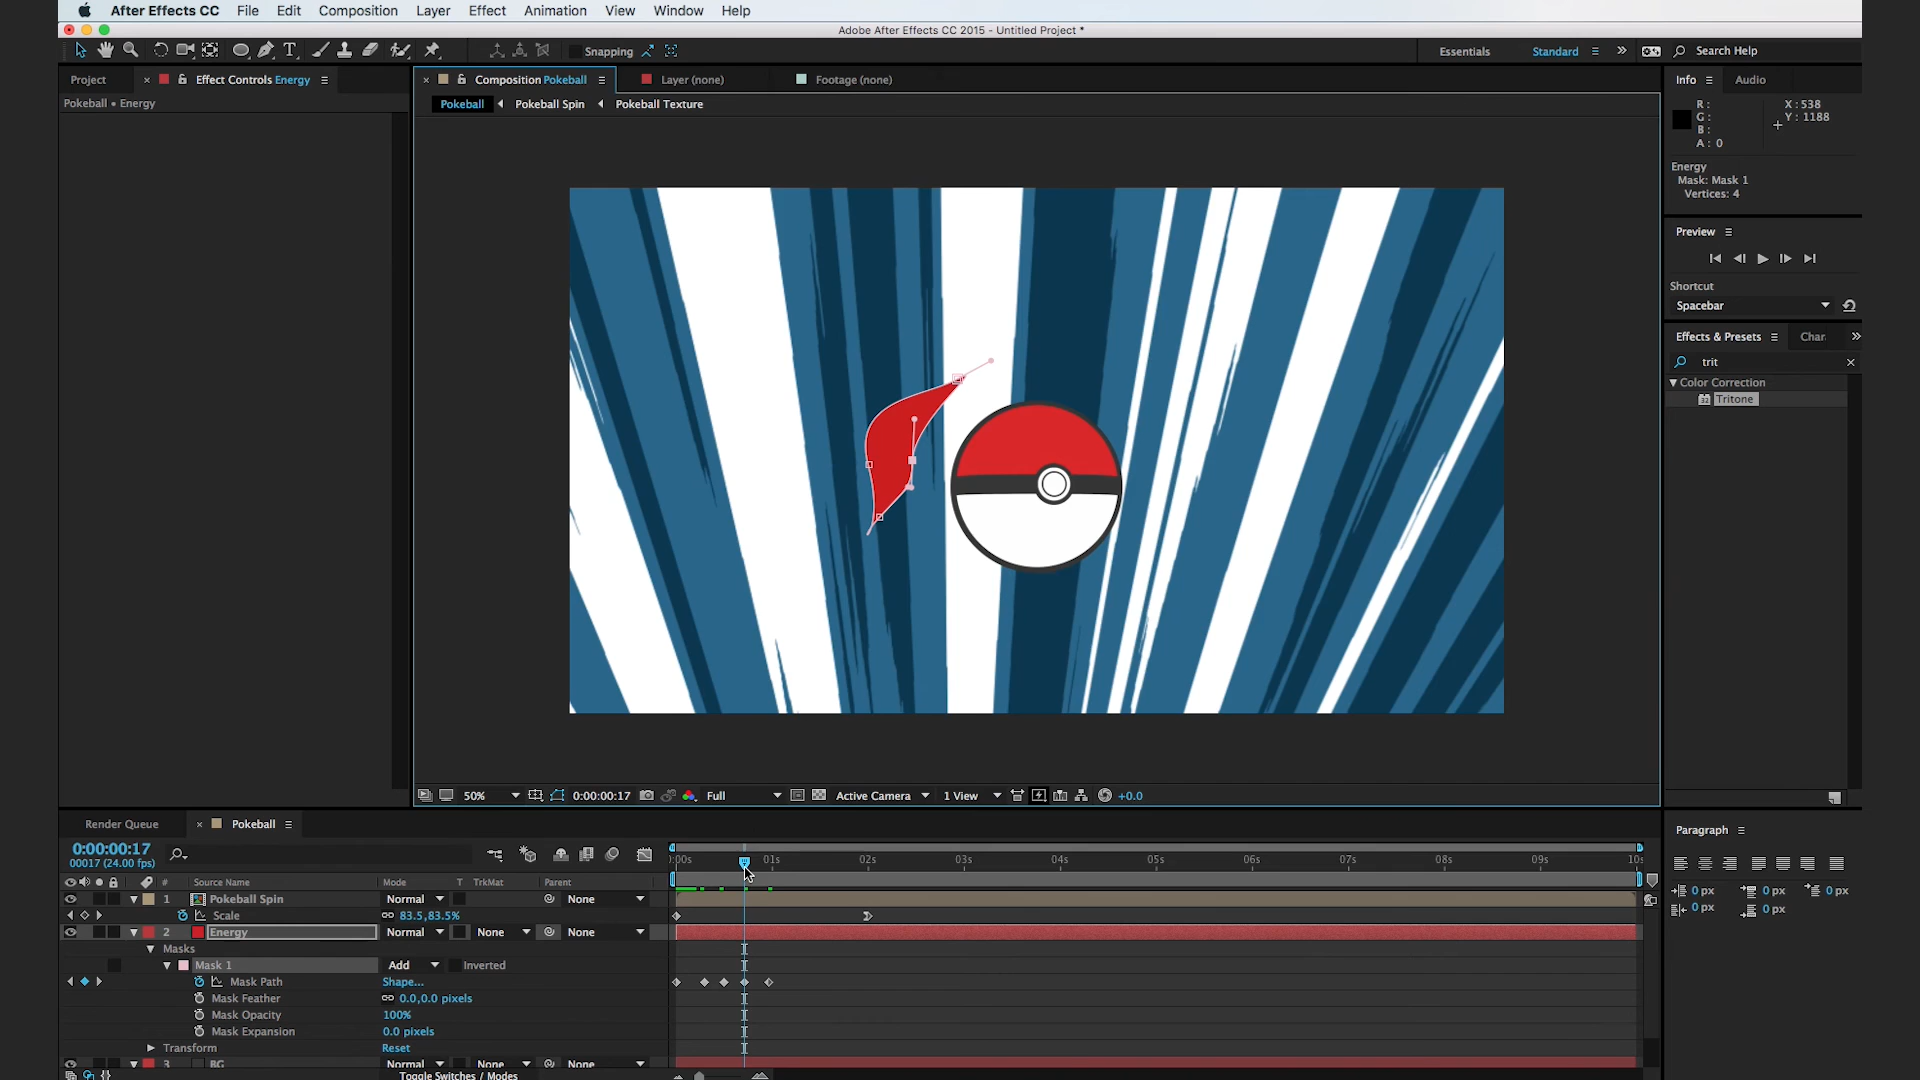 After Effects CC File Edit Composition Layer Effect Animation View Window Help
Adobe After Effects CC 2015 - Untitled Project *
T Snapping Essentials Standard » Search Help
Project × Effect Controls Energy
Pokeball • Energy
× Composition Pokeball Layer (none) Footage (none)
Pokeball Pokeball Spin Pokeball Texture
Info Audio
R : X : 538
G : Y : 1188
B :
A : 0
Energy
Mask: Mask 1
Vertices: 4
Preview
Shortcut
Spacebar
Effects & Presets Char »
trit
Color Correction
Tritone
50% 0:00:00:17 Full Active Camera 1 View +0.0
Render Queue × Pokeball
0:00:00:17
00017 (24.00 fps)
:00s 01s 02s 03s 04s 05s 06s 07s 08s 09s 10s
# Source Name Mode T TrkMat Parent
1 Pokeball Spin Normal None
Scale 83.5,83.5%
2 Energy Normal None None
Masks
Mask 1 Add Inverted
Mask Path Shape...
Mask Feather 0.0,0.0 pixels
Mask Opacity 100%
Mask Expansion 0.0 pixels
Transform Reset
3 BG Normal None None
Toggle Switches / Modes
Paragraph
0 px 0 px 0 px
0 px 0 px